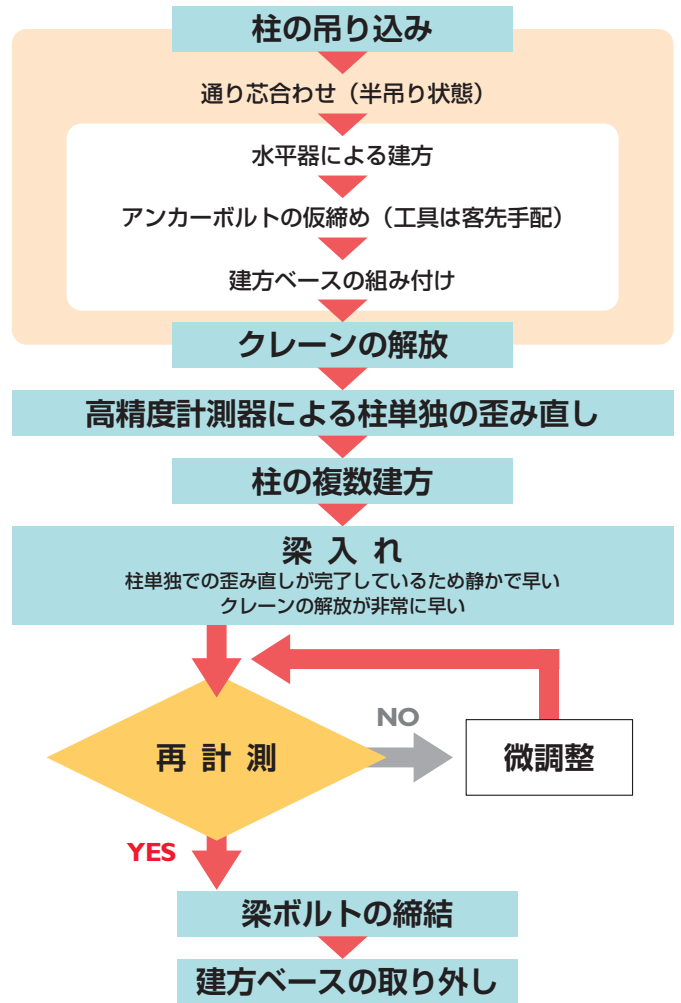 柱の吊り込み
通り芯合わせ（半吊り状態）
水平器による建方
アンカーボルトの仮締め（工具は客先手配）
建方ベースの組み付け
クレーンの解放
高精度計測器による柱単独の歪み直し
柱の複数建方
梁 入 れ
柱単独での歪み直しが完了しているため静かで早い
クレーンの解放が非常に早い
再 計 測
NO
微調整
YES
梁ボルトの締結
建方ベースの取り外し